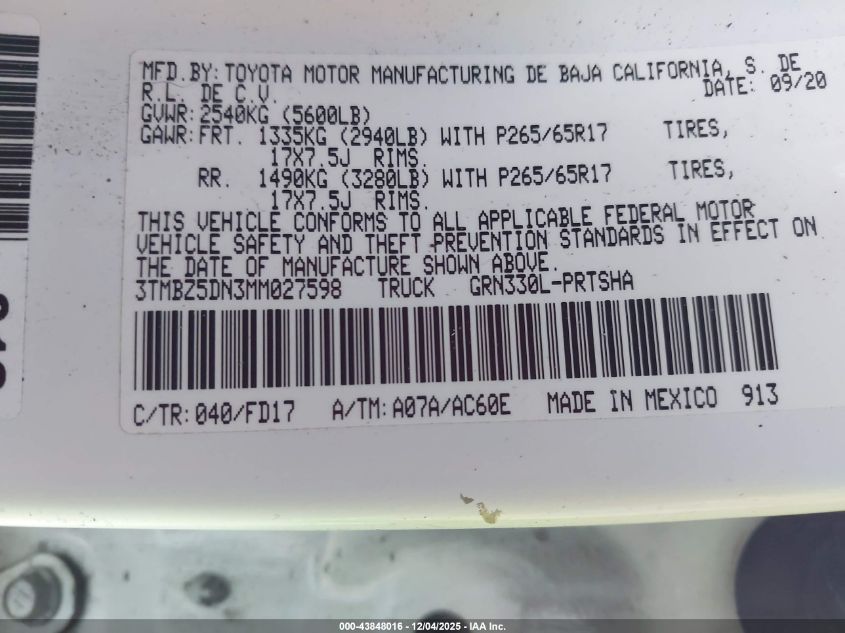 MFD.BY: TOYOTA MOTOR MANUFACTURING DE BAJA CALIFORNIA, S. DE
R.L. DE C.V. DATE: 09/20
GVWR: 2540KG (5600LB)
GAWR: FRT. 1335KG (2940LB) WITH P265/65R17 TIRES,
17X7.5J RIMS.
RR. 1490KG (3280LB) WITH P265/65R17 TIRES,
17X7.5J RIMS.
THIS VEHICLE CONFORMS TO ALL APPLICABLE FEDERAL MOTOR
VEHICLE SAFETY AND THEFT PREVENTION STANDARDS IN EFFECT ON
THE DATE OF MANUFACTURE SHOWN ABOVE.
3TMBZ5DN3MM027598 TRUCK GRN330L-PRTSHA
C/TR: 040/FD17 A/TM: A07A/AC60E MADE IN MEXICO 913
000-43848016 - 12/04/2025 - IAA Inc.